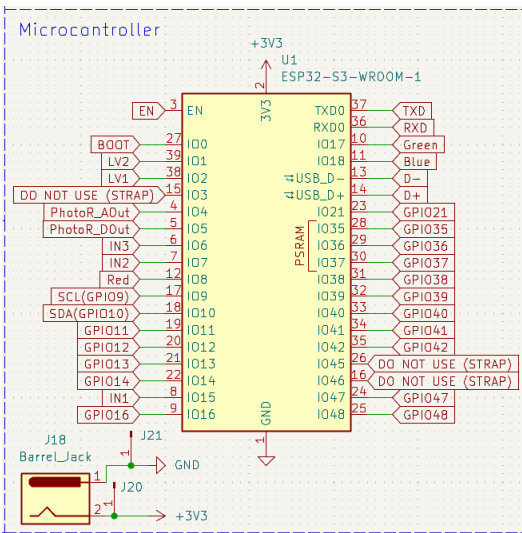 Microcontroller
+3V3
U1
ESP32-S3-WROOM-1
2
3V3
EN 3 EN TXD0 37 TXD
RXD0 36 RXD
BOOT 27 IO0 IO17 10 Green
LV2 39 IO1 IO18 11 Blue
LV1 38 IO2 USB_D- 13 D-
DO NOT USE (STRAP) 15 IO3 USB_D+ 14 D+
PhotoR_AOut 4 IO4 IO21 23 GPIO21
PhotoR_DOut 5 IO5 IO35 28 GPIO35
IN3 6 IO6 IO36 29 GPIO36
IN2 7 IO7 IO37 30 GPIO37
PSRAM
Red 12 IO8 IO38 31 GPIO38
SCL(GPIO9) 17 IO9 IO39 32 GPIO39
SDA(GPIO10) 18 IO10 IO40 33 GPIO40
GPIO11 19 IO11 IO41 34 GPIO41
GPIO12 20 IO12 IO42 35 GPIO42
GPIO13 21 IO13 IO45 26 DO NOT USE (STRAP)
GPIO14 22 IO14 IO46 16 DO NOT USE (STRAP)
IN1 8 IO15 IO47 24 GPIO47
GPIO16 9 IO16 IO48 25 GPIO48
GND
1
J18
Barrel_Jack
J21
1
1
GND
J20
1
2
+3V3